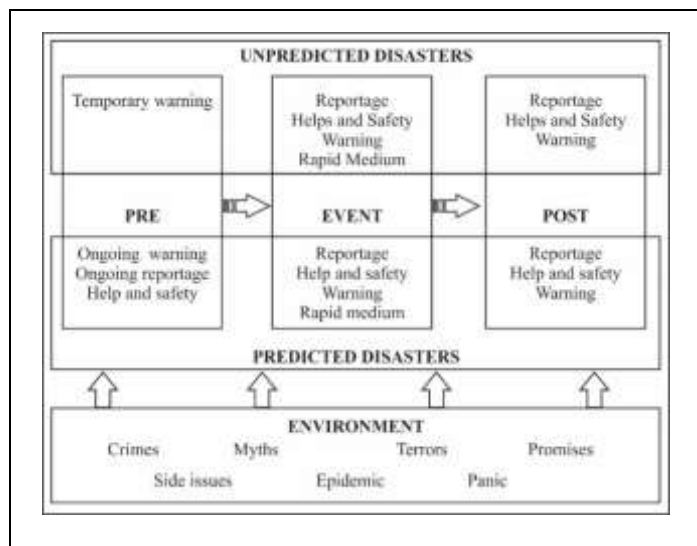 UNPREDICTED DISASTERS
Temporary warning
Reportage
Helps and Safety
Warning
Rapid Medium
Reportage
Helps and Safety
Warning
PRE
EVENT
POST
Ongoing warning
Ongoing reportage
Help and safety
Reportage
Help and safety
Warning
Rapid medium
Reportage
Help and safety
Warning
PREDICTED DISASTERS
ENVIRONMENT
Crimes Myths Terrors Promises
Side issues Epidemic Panic